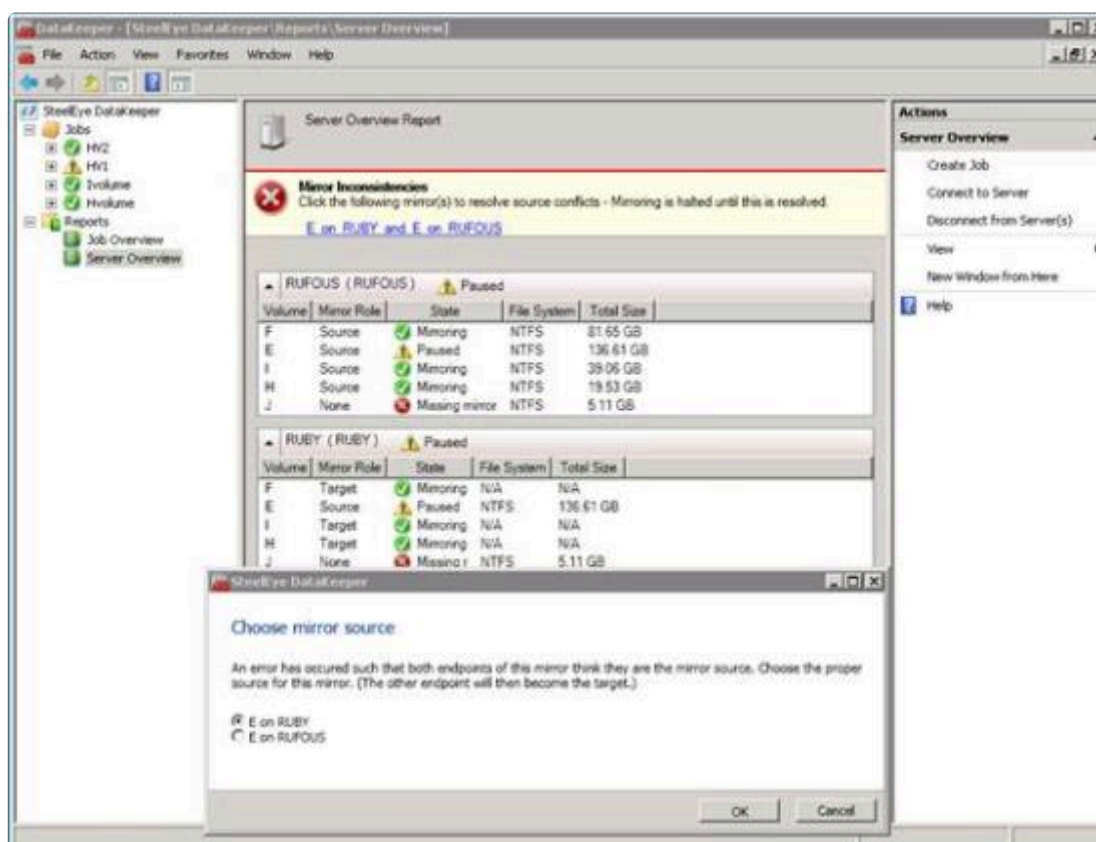 DataKeeper - [SteelEye DataKeeper\Reports\Server Overview]
File Action View Favorites Window Help
SteelEye DataKeeper
Jobs
HV2
HV1
Ivolume
Hvolume
Reports
Job Overview
Server Overview
Server Overview Report
Mirror Inconsistencies
Click the following mirror(s) to resolve source conflicts - Mirroring is halted until this is resolved.
E on RUBY and E on RUFOUS
RUFOUS (RUFOUS) Paused
Volume Mirror Role State File System Total Size
F Source Mirroring NTFS 81.65 GB
E Source Paused NTFS 136.61 GB
I Source Mirroring NTFS 39.06 GB
H Source Mirroring NTFS 19.53 GB
J None Missing mirror NTFS 5.11 GB
RUBY (RUBY) Paused
Volume Mirror Role State File System Total Size
F Target Mirroring N/A N/A
E Source Paused NTFS 136.61 GB
I Target Mirroring N/A N/A
H Target Mirroring N/A N/A
J None Missing r NTFS 5.11 GB
Actions
Server Overview
Create Job
Connect to Server
Disconnect from Server(s)
View
New Window from Here
Help
SteelEye DataKeeper
Choose mirror source
An error has occured such that both endpoints of this mirror think they are the mirror source. Choose the proper
source for this mirror. (The other endpoint will then become the target.)
E on RUBY
E on RUFOUS
OK Cancel